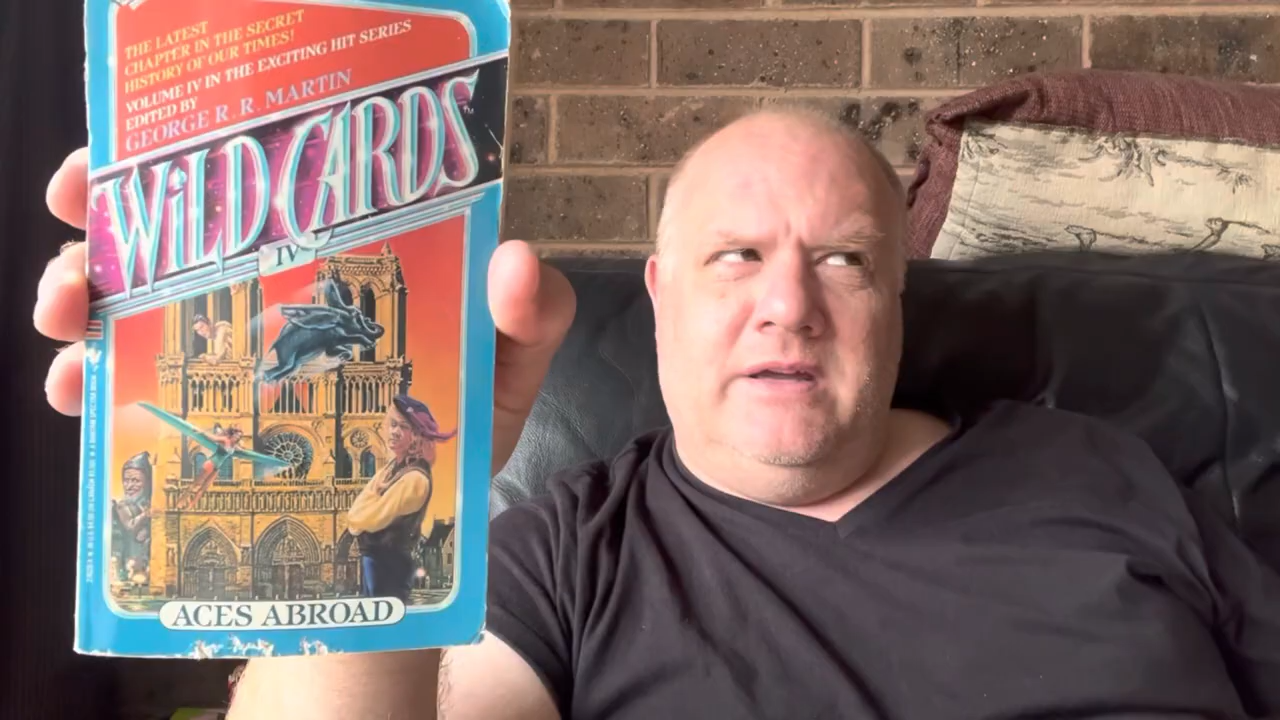 THE LATEST
CHAPTER IN THE SECRET
HISTORY OF OUR TIMES!
VOLUME IV IN THE EXCITING HIT SERIES
EDITED BY
GEORGE R. R. MARTIN
WILD CARDS™
IV
ACES ABROAD